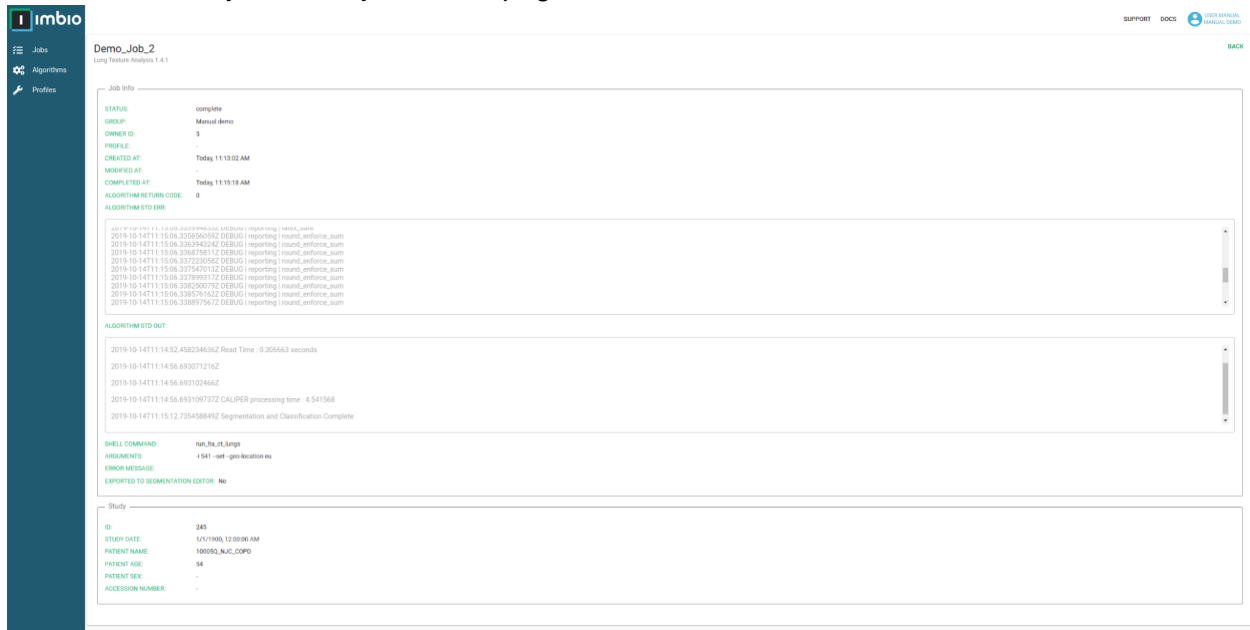 imbio
SUPPORT DOCS USER MANUAL
MANUAL DEMO
Jobs
Algorithms
Profiles
Demo_Job_2
BACK
Lung Texture Analysis 1.4.1
Job Info
STATUS: complete
GROUP: Manual demo
OWNER ID: 5
PROFILE: -
CREATED AT: Today, 11:13:02 AM
MODIFIED AT: -
COMPLETED AT: Today, 11:15:18 AM
ALGORITHM RETURN CODE: 0
ALGORITHM STD ERR:
DEBUG | reporting |
2019-10-14T11:15:06.335856059Z DEBUG | reporting | round_enforce_sum
2019-10-14T11:15:06.336394324Z DEBUG | reporting | round_enforce_sum
2019-10-14T11:15:06.336875811Z DEBUG | reporting | round_enforce_sum
2019-10-14T11:15:06.337223058Z DEBUG | reporting | round_enforce_sum
2019-10-14T11:15:06.337547013Z DEBUG | reporting | round_enforce_sum
2019-10-14T11:15:06.337899317Z DEBUG | reporting | round_enforce_sum
2019-10-14T11:15:06.338250079Z DEBUG | reporting | round_enforce_sum
2019-10-14T11:15:06.338576162Z DEBUG | reporting | round_enforce_sum
2019-10-14T11:15:06.338897567Z DEBUG | reporting | round_enforce_sum
ALGORITHM STD OUT:
2019-10-14T11:14:52.458234636Z Read Time : 0.306663 seconds
2019-10-14T11:14:56.693071216Z
2019-10-14T11:14:56.693102466Z
2019-10-14T11:14:56.693109737Z CALIPER processing time : 4.541568
2019-10-14T11:15:12.735458849Z Segmentation and Classification Complete
SHELL COMMAND: run_lta_ct_lungs
ARGUMENTS: -i 541 --set --geo-location eu
ERROR MESSAGE:
EXPORTED TO SEGMENTATION EDITOR: No
Study
ID: 245
STUDY DATE: 1/1/1900, 12:00:00 AM
PATIENT NAME: 10005Q_NJC_COPD
PATIENT AGE: 54
PATIENT SEX: -
ACCESSION NUMBER: -